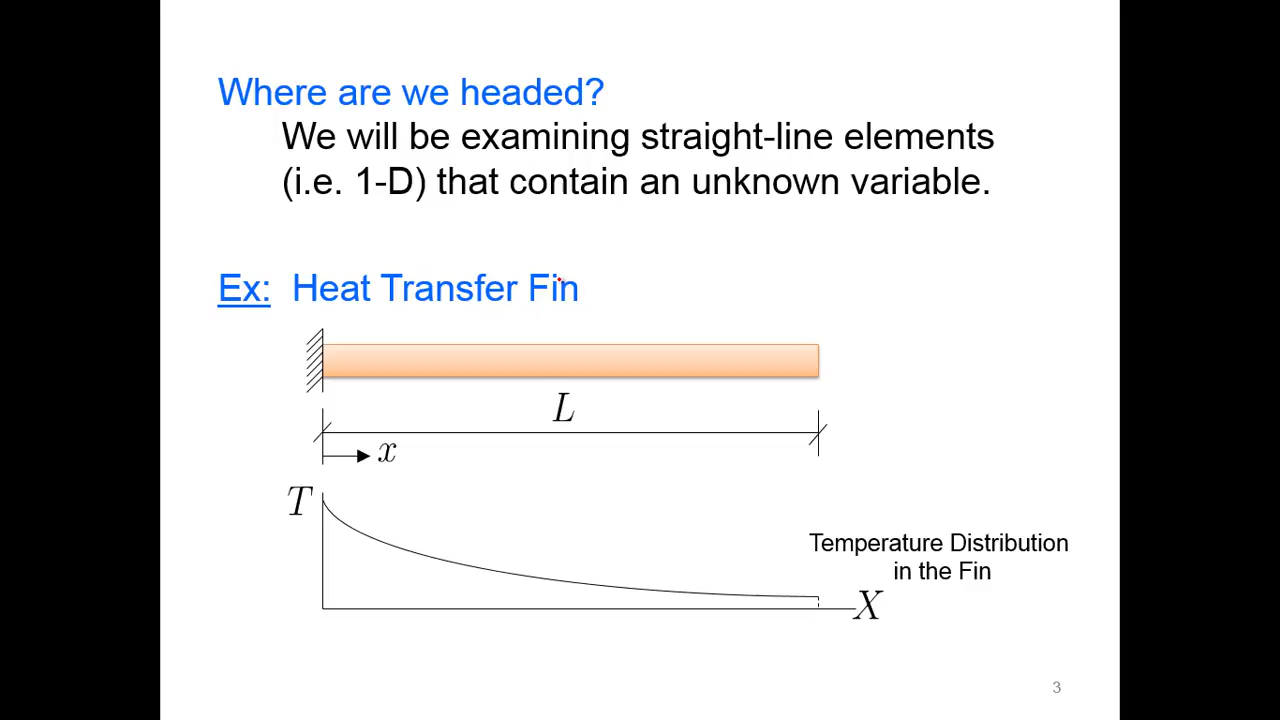 Where are we headed?
We will be examining straight-line elements
(i.e. 1-D) that contain an unknown variable.
Ex: Heat Transfer Fin
L
x
T
Temperature Distribution
in the Fin
X
3